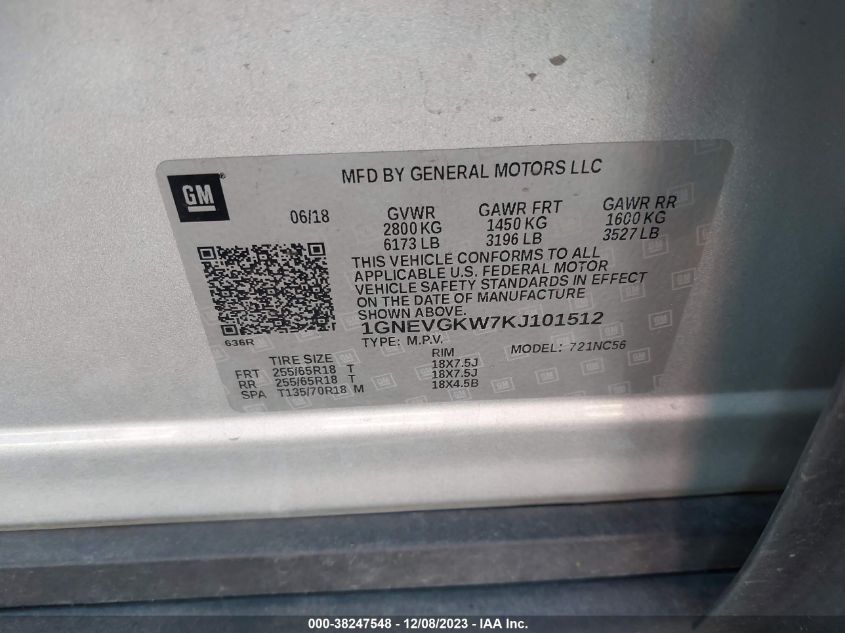 MFD BY GENERAL MOTORS LLC
GM
06/18 GVWR GAWR FRT GAWR RR
2800 KG 1450 KG 1600 KG
6173 LB 3196 LB 3527 LB
THIS VEHICLE CONFORMS TO ALL
APPLICABLE U.S. FEDERAL MOTOR
VEHICLE SAFETY STANDARDS IN EFFECT
ON THE DATE OF MANUFACTURE
SHOWN ABOVE.
1GNEVGKW7KJ101512
636R
TYPE: M.P.V. MODEL: 721NC56
TIRE SIZE RIM
FRT 255/65R18 T 18X7.5J
RR 255/65R18 T 18X7.5J
SPA T135/70R18 M 18X4.5B
000-38247548 - 12/08/2023 - IAA Inc.